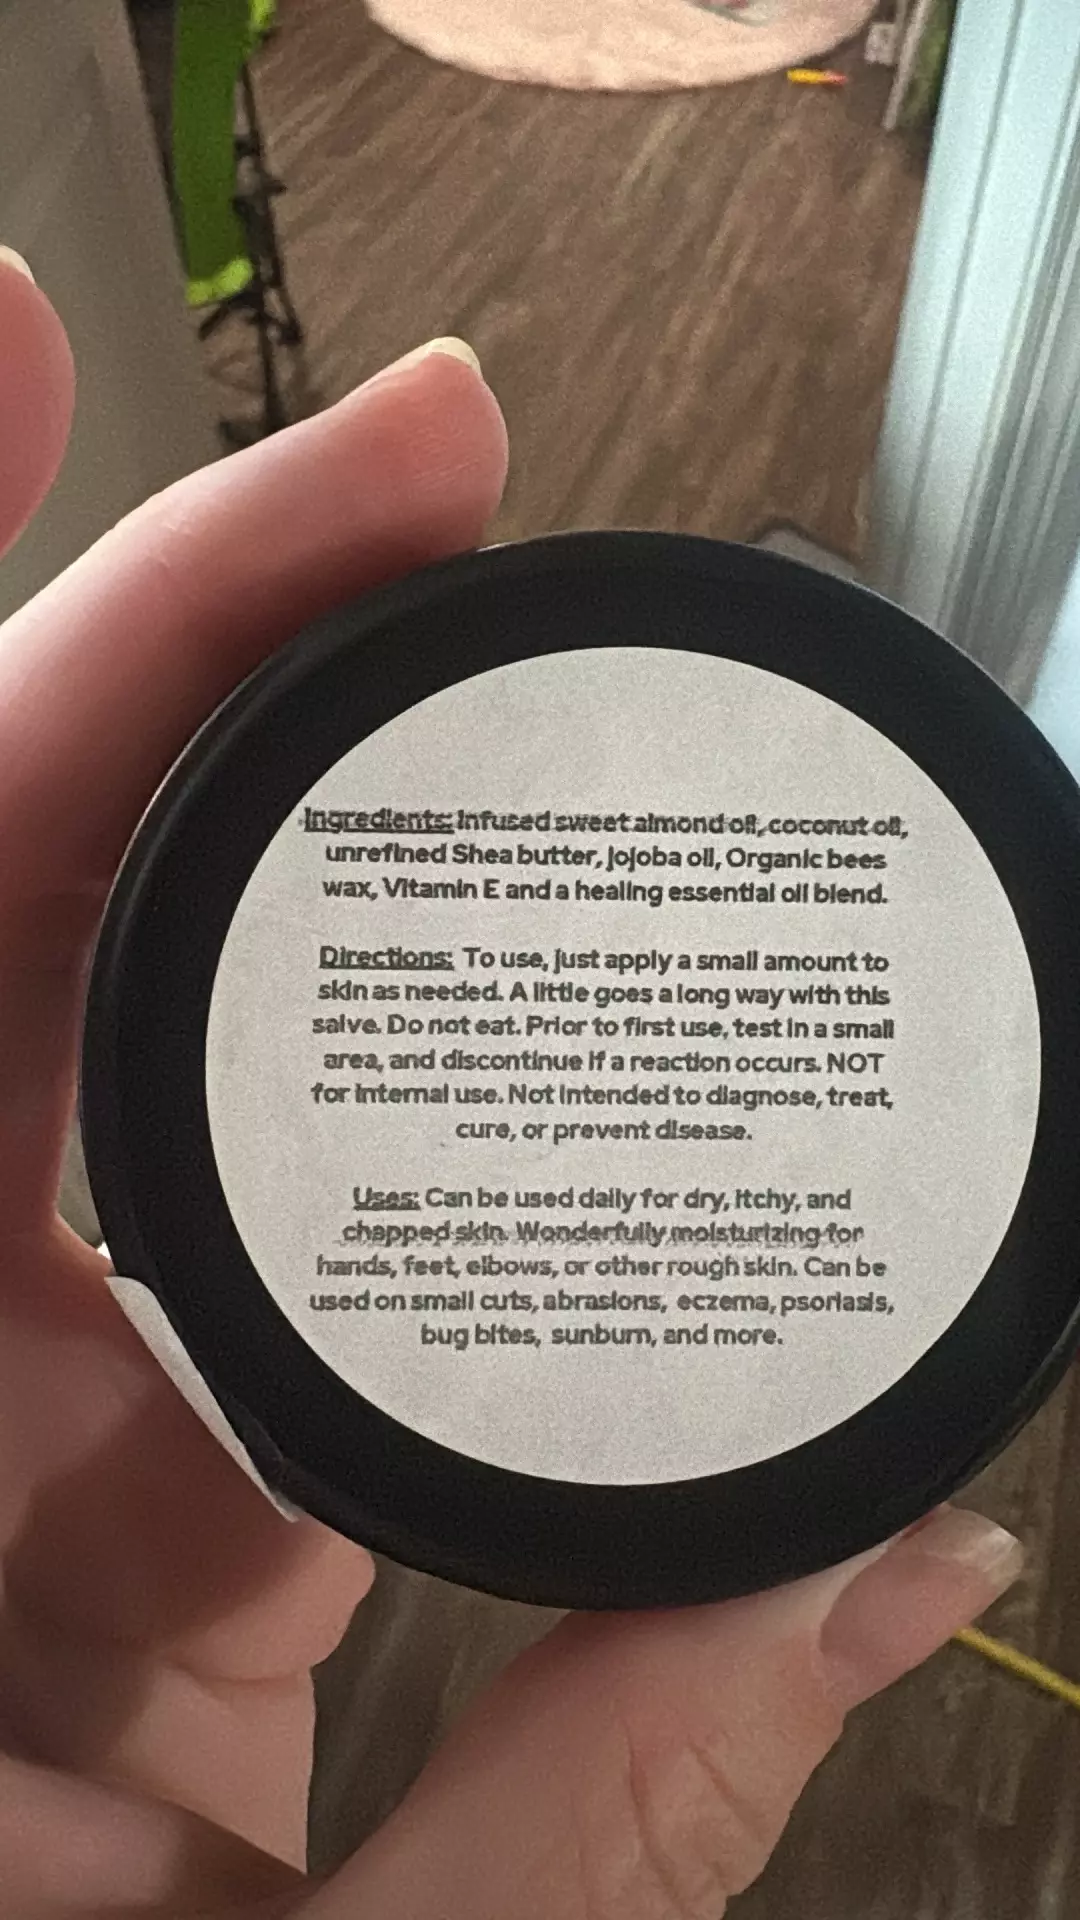 Ingredients: Infused sweet almond oil, coconut oil,
unrefined Shea butter, Jojoba oil, Organic bees
wax, Vitamin E and a healing essential oil blend.
Directions: To use, just apply a small amount to
skin as needed. A little goes a long way with this
salve. Do not eat. Prior to first use, test in a small
area, and discontinue if a reaction occurs. NOT
for internal use. Not intended to diagnose, treat,
cure, or prevent disease.
Uses: Can be used daily for dry, itchy, and
chapped skin. Wonderfully moisturizing for
hands, feet, elbows, or other rough skin. Can be
used on small cuts, abrasions, eczema, psoriasis,
bug bites, sunburn, and more.